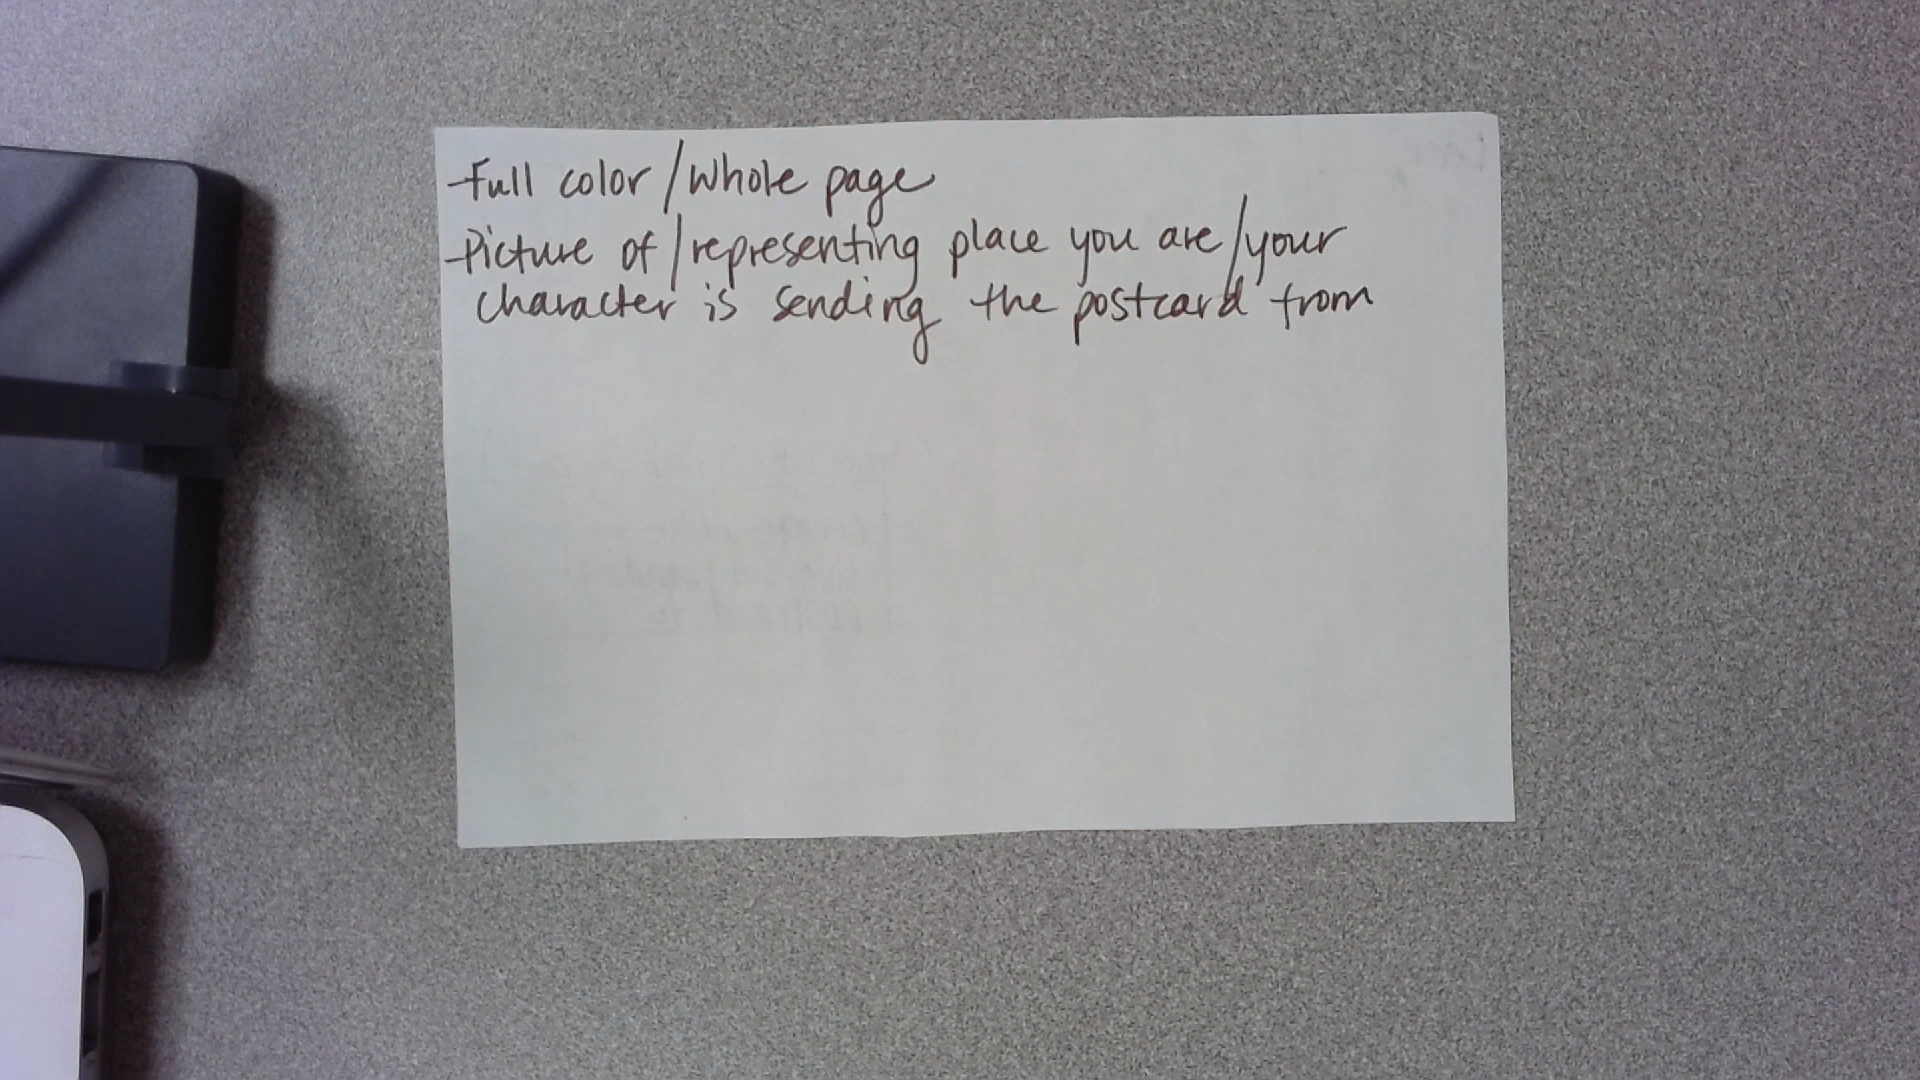 -Full color/whole page
-Picture of/representing place you are/your
character is sending the postcard from